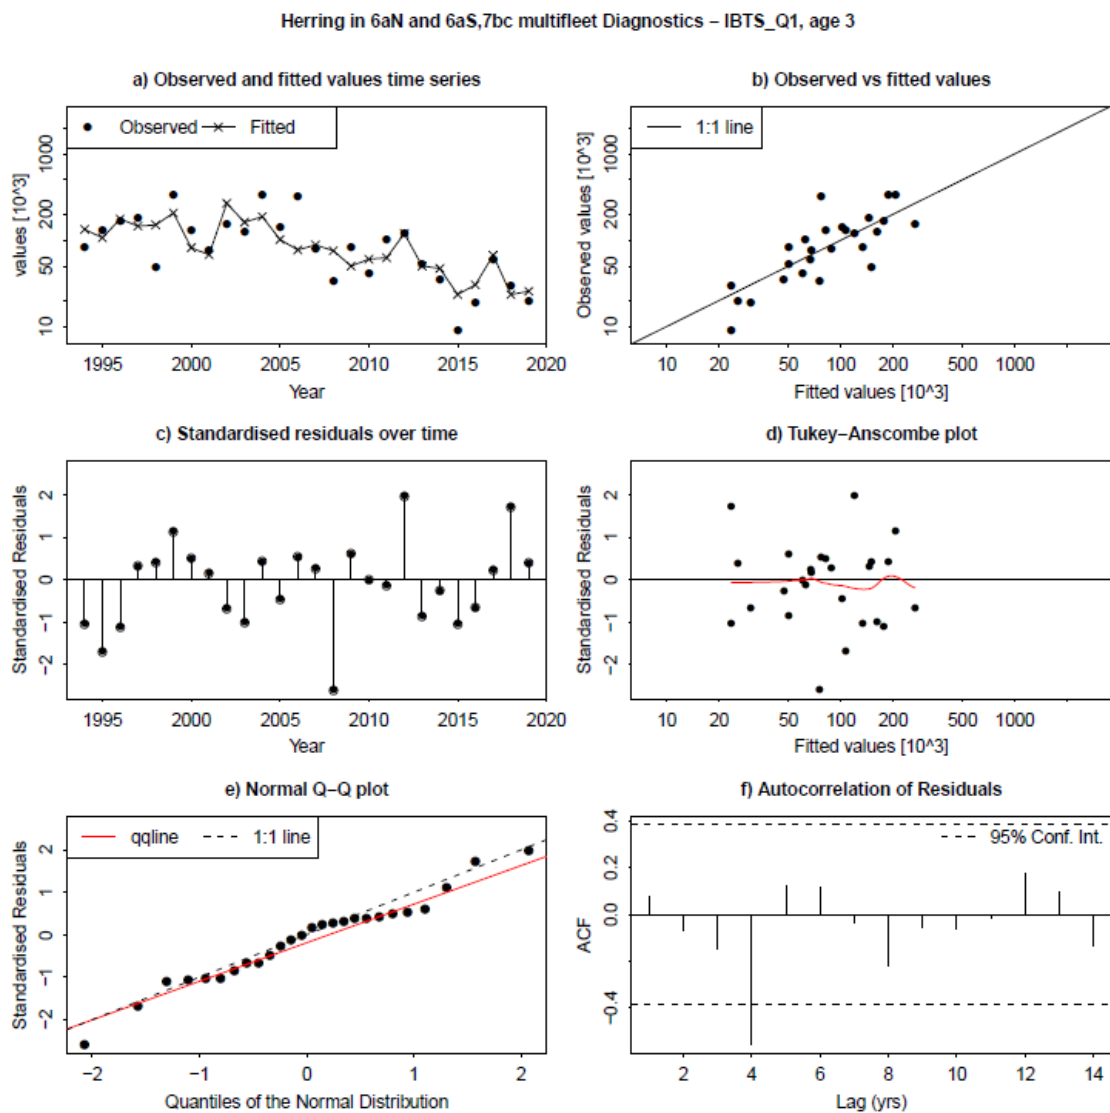 Herring in 6aN and 6aS,7bc multifleet Diagnostics – IBTS_Q1, age 3
a) Observed and fitted values time series
Observed Fitted
values [10^3]
10 50 200 1000
1995 2000 2005 2010 2015 2020
Year
b) Observed vs fitted values
1:1 line
Observed values [10^3]
10 50 200 1000
10 20 50 100 200 500 1000
Fitted values [10^3]
c) Standardised residuals over time
Standardised Residuals
−2 −1 0 1 2
1995 2000 2005 2010 2015 2020
Year
d) Tukey–Anscombe plot
Standardised Residuals
−2 −1 0 1 2
10 20 50 100 200 500 1000
Fitted values [10^3]
e) Normal Q–Q plot
qqline 1:1 line
Standardised Residuals
−2 −1 0 1 2
−2 −1 0 1 2
Quantiles of the Normal Distribution
f) Autocorrelation of Residuals
95% Conf. Int.
ACF
−0.4 0.0 0.2 0.4
2 4 6 8 10 12 14
Lag (yrs)